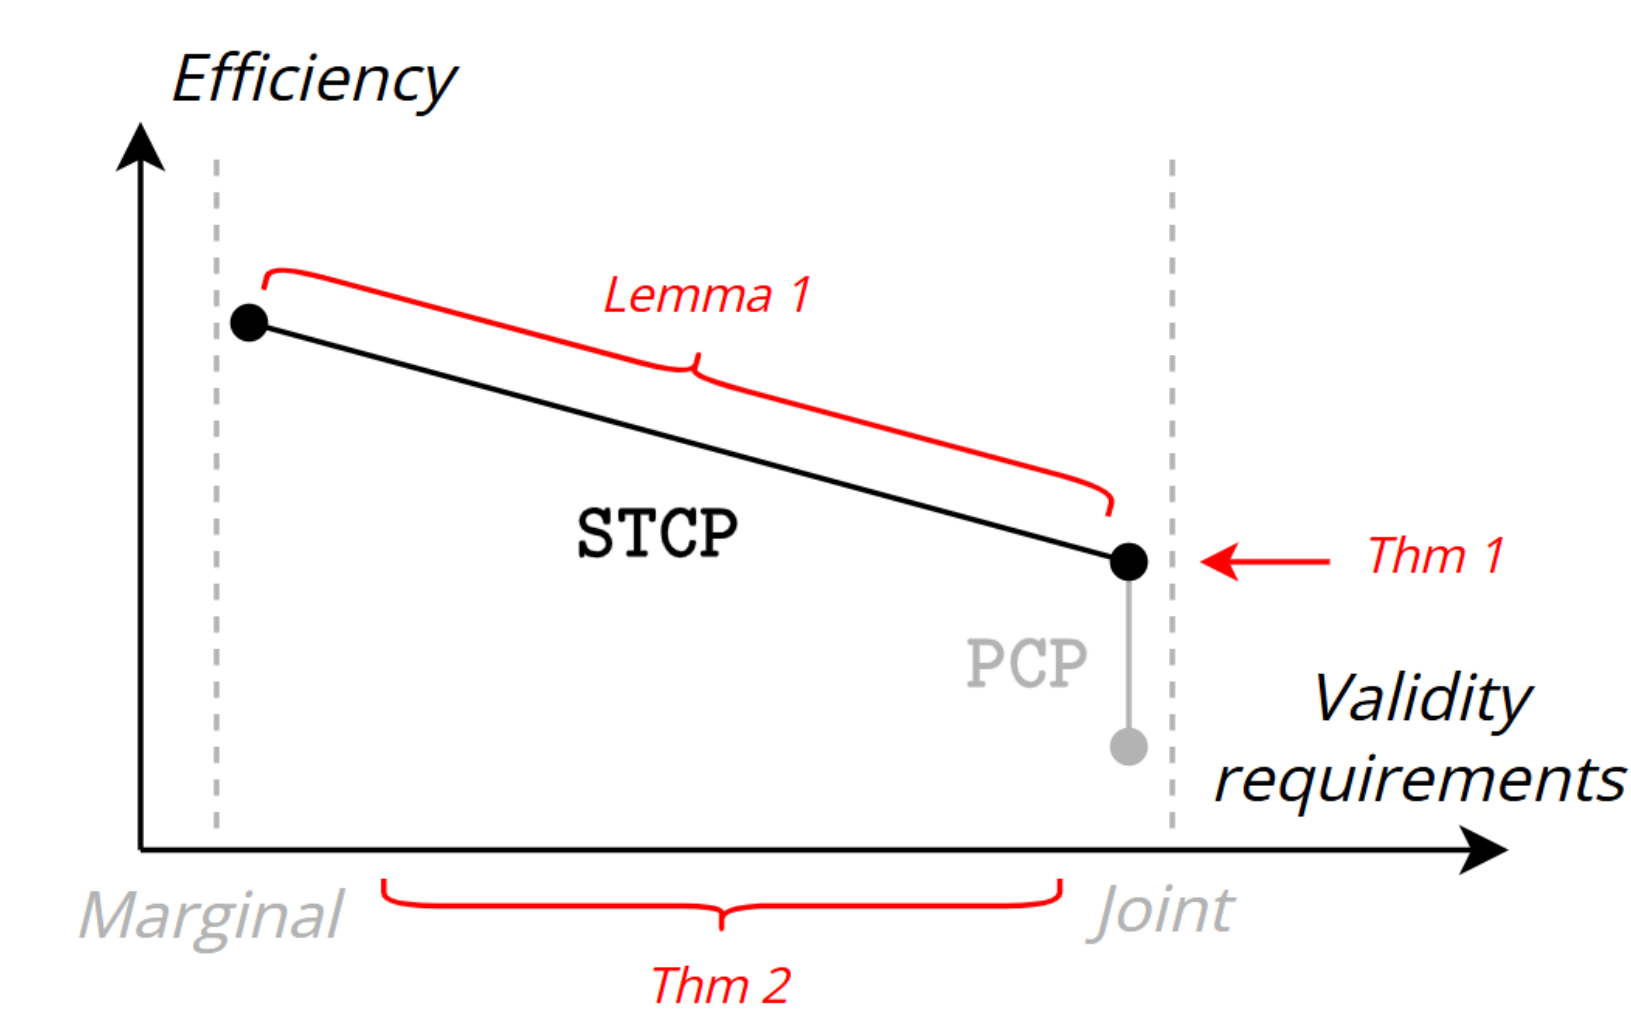 Efficiency
Lemma 1
STCP
Thm 1
PCP
Validity
requirements
Marginal
Joint
Thm 2